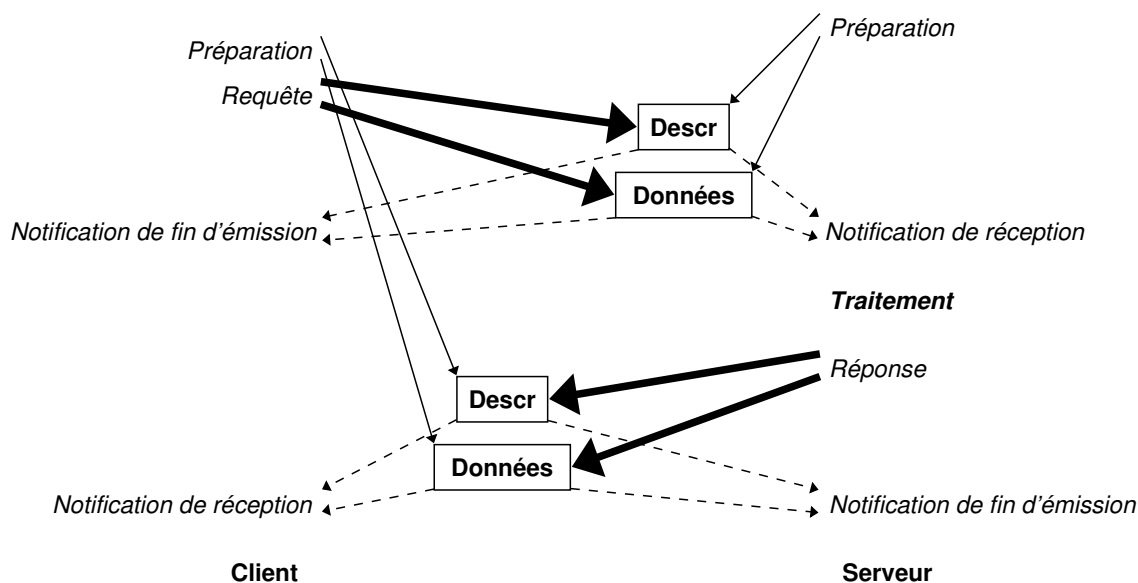 Préparation
Préparation
Requête
Descr
Données
Notification de fin d'émission
Notification de réception
Traitement
Réponse
Descr
Données
Notification de réception
Notification de fin d'émission
Client
Serveur